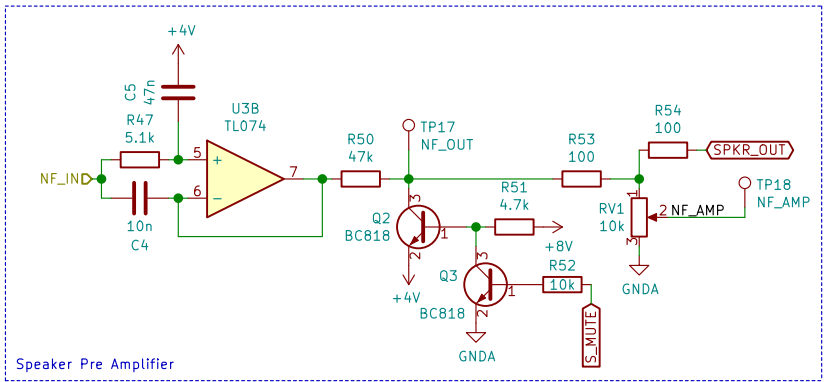 +4V
C5
47n
R47
5.1k
U3B
TL074
NF_IN
5
+
6
−
7
10n
C4
R50
47k
TP17
NF_OUT
R53
100
R54
100
SPKR_OUT
TP18
NF_AMP
RV1
10k
1
2
3
NF_AMP
GNDA
Q2
BC818
3
1
2
+4V
R51
4.7k
+8V
Q3
BC818
3
1
2
GNDA
R52
10k
S_MUTE
Speaker Pre Amplifier